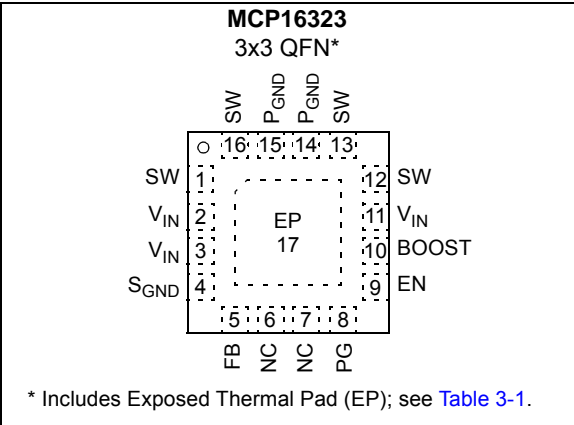 MCP16323
3x3 QFN*
SW
PGND
PGND
SW
16 15 14 13
SW 1
12 SW
VIN 2
11 VIN
EP
17
VIN 3
10 BOOST
SGND 4
9 EN
5 6 7 8
FB
NC
NC
PG
* Includes Exposed Thermal Pad (EP); see Table 3-1.